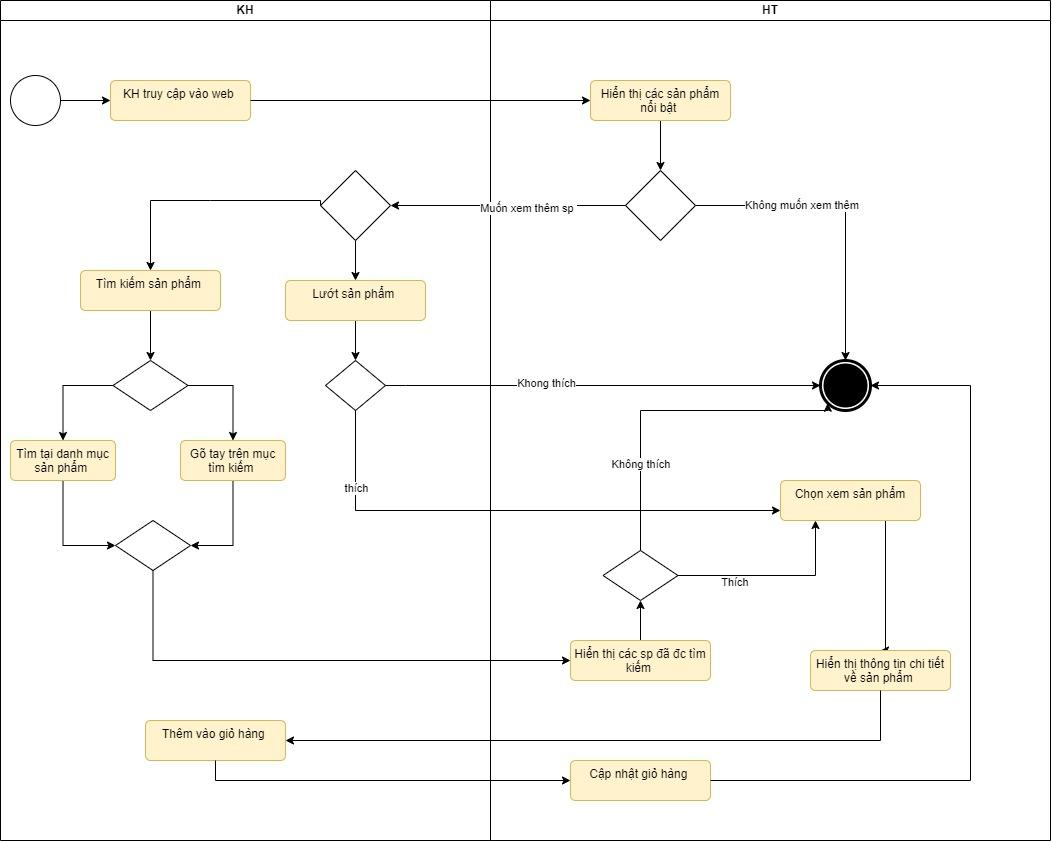 KH
HT
KH truy cập vào web
Hiển thị các sản phẩm
nổi bật
Muốn xem thêm sp
Không muốn xem thêm
Tìm kiếm sản phẩm
Lướt sản phẩm
Khong thích
Tìm tại danh mục
sản phẩm
Gõ tay trên mục
tìm kiếm
Không thích
thích
Chọn xem sản phẩm
Thích
Hiển thị các sp đã đc tìm
kiếm
Hiển thị thông tin chi tiết
về sản phẩm
Thêm vào giỏ hàng
Cập nhật giỏ hàng